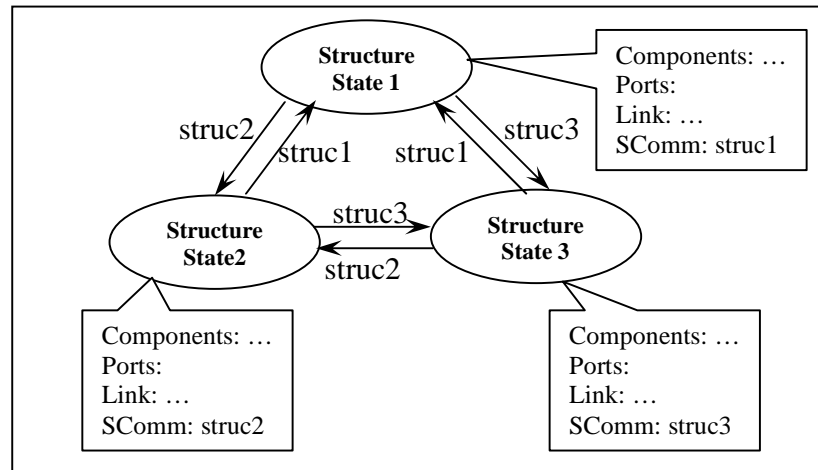 Structure
State 1
Components: …
Ports:
Link: …
SComm: struc1
struc2
struc1
struc1
struc3
Structure
State2
struc3
struc2
Structure
State 3
Components: …
Ports:
Link: …
SComm: struc2
Components: …
Ports:
Link: …
SComm: struc3